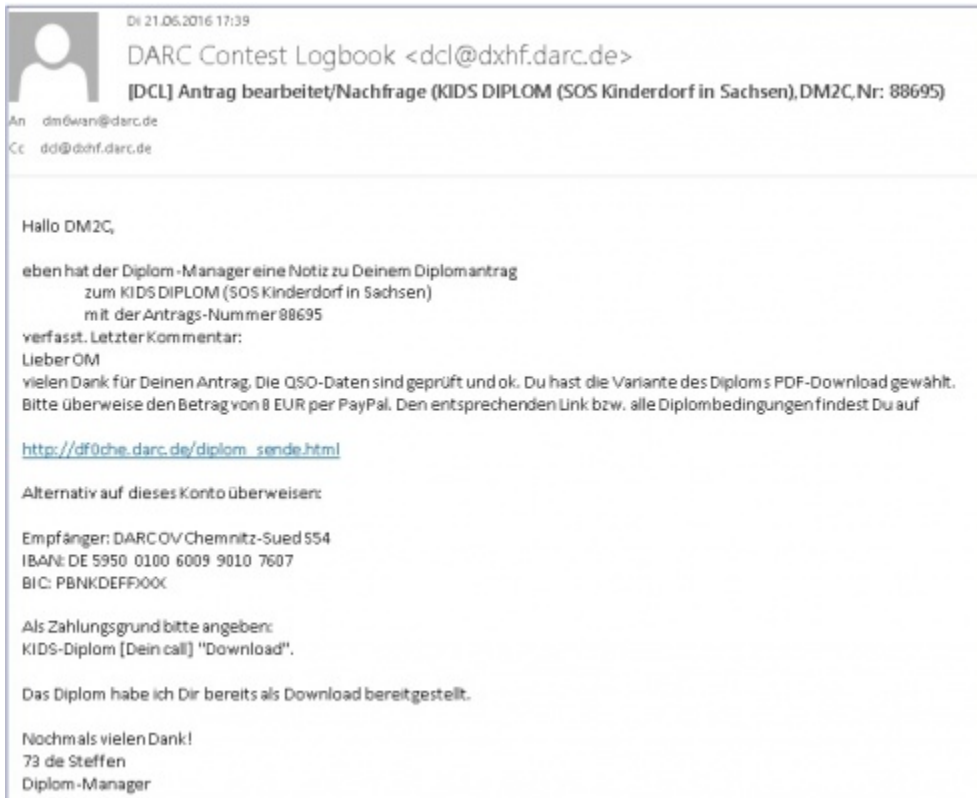 Di 21.06.2016 17:39
DARC Contest Logbook <dcl@dxhf.darc.de>
[DCL] Antrag bearbeitet/Nachfrage (KIDS DIPLOM (SOS Kinderdorf in Sachsen),DM2C,Nr: 88695)
An dm6wan@darc.de
Cc dcl@dxhf.darc.de
Hallo DM2C,
eben hat der Diplom-Manager eine Notiz zu Deinem Diplomantrag
zum KIDS DIPLOM (SOS Kinderdorf in Sachsen)
mit der Antrags-Nummer 88695
verfasst. Letzter Kommentar:
Lieber OM
vielen Dank für Deinen Antrag. Die QSO-Daten sind geprüft und ok. Du hast die Variante des Diploms PDF-Download gewählt.
Bitte überweise den Betrag von 8 EUR per PayPal. Den entsprechenden Link bzw. alle Diplombedingungen findest Du auf
http://df0che.darc.de/diplom_sende.html
Alternativ auf dieses Konto überweisen:
Empfänger: DARC OV Chemnitz-Sued S54
IBAN: DE 5950 0100 6009 9010 7607
BIC: PBNKDEFFXXX
Als Zahlungsgrund bitte angeben:
KIDS-Diplom [Dein call] "Download".
Das Diplom habe ich Dir bereits als Download bereitgestellt.
Nochmals vielen Dank!
73 de Steffen
Diplom-Manager